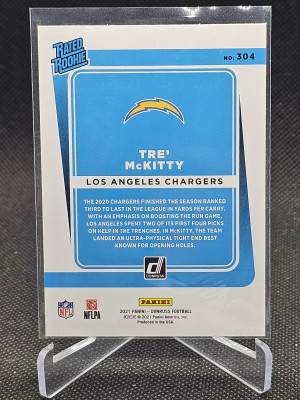 RATED
ROOKIE
NO. 304
TRE'
McKITTY
LOS ANGELES CHARGERS
THE 2020 CHARGERS FINISHED THE SEASON RANKED
THIRD TO LAST IN THE LEAGUE IN YARDS PER CARRY.
WITH AN EMPHASIS ON BOOSTING THE RUN GAME,
LOS ANGELES SPENT TWO OF ITS FIRST FOUR PICKS
ON HELP IN THE TRENCHES. IN McKITTY, THE TEAM
LANDED AN ULTRA-PHYSICAL TIGHT END BEST
KNOWN FOR OPENING HOLES.
DONRUSS
PANINI
NFL
NFLPA
2021 PANINI - DONRUSS FOOTBALL
© 2021 Panini America, Inc.
Produced in the USA